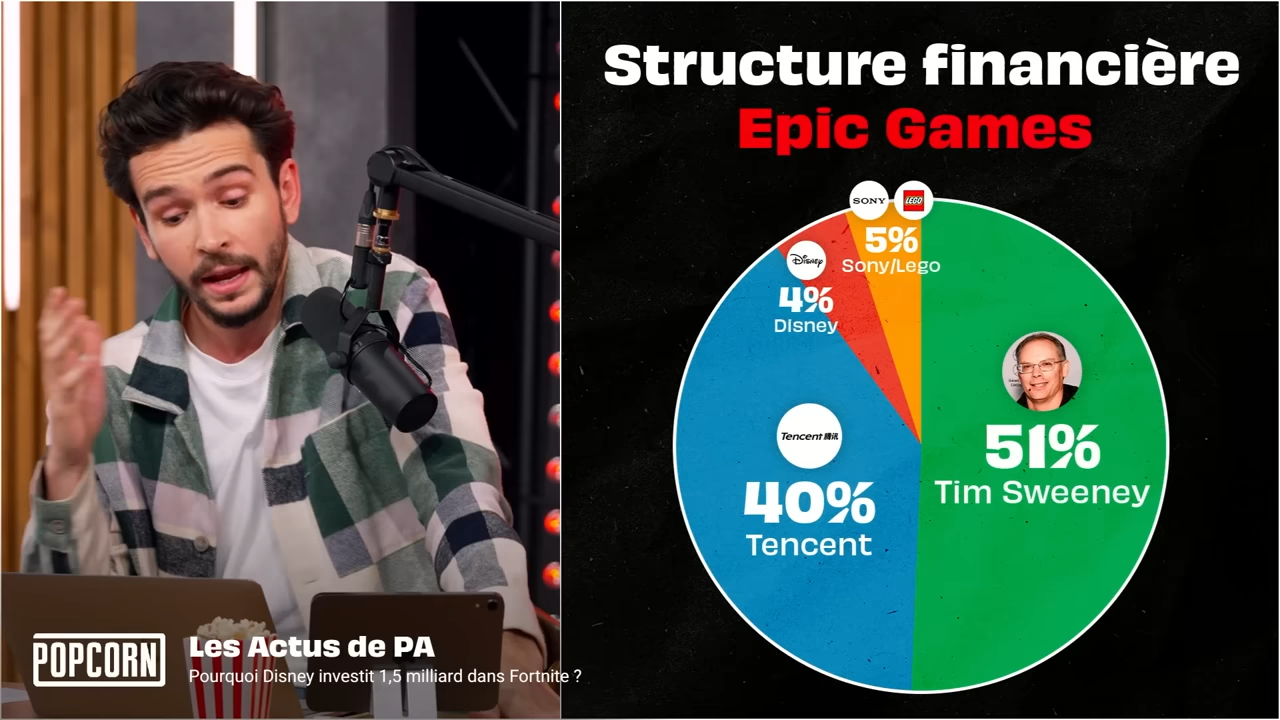 Structure financière
Epic Games
SONY
LEGO
5%
Sony/Lego
Disney
4%
Disney
Tencent 腾讯
40%
Tencent
51%
Tim Sweeney
POPCORN
Les Actus de PA
Pourquoi Disney investit 1,5 milliard dans Fortnite ?